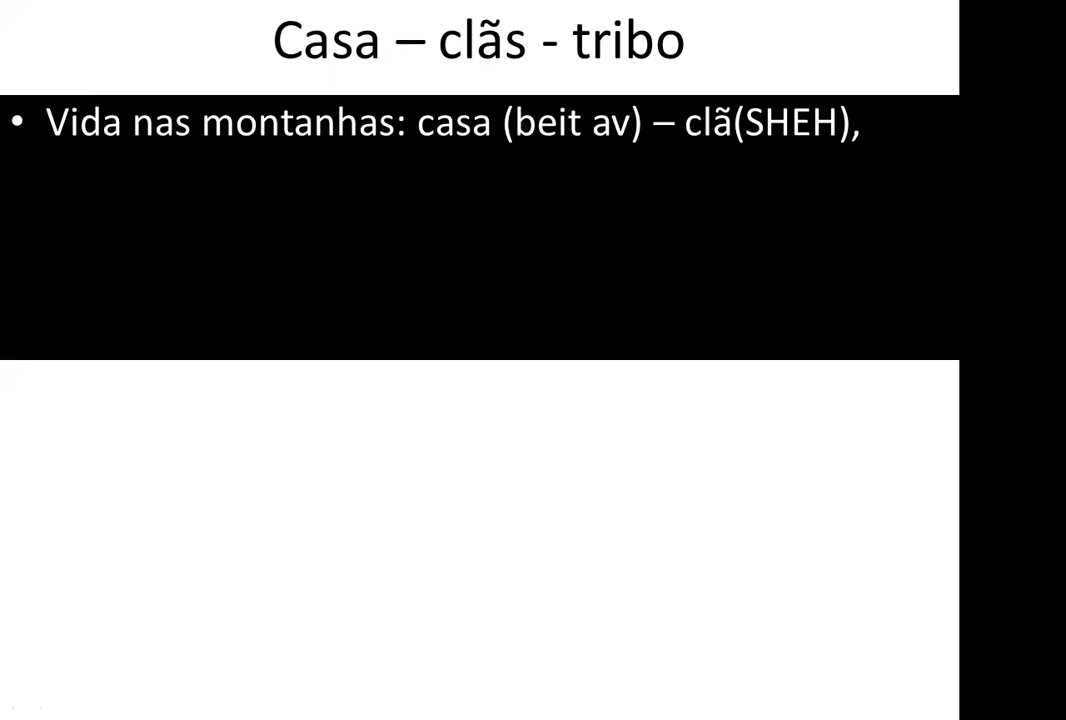 Casa – clãs - tribo
• Vida nas montanhas: casa (beit av) – clã(SHEH),